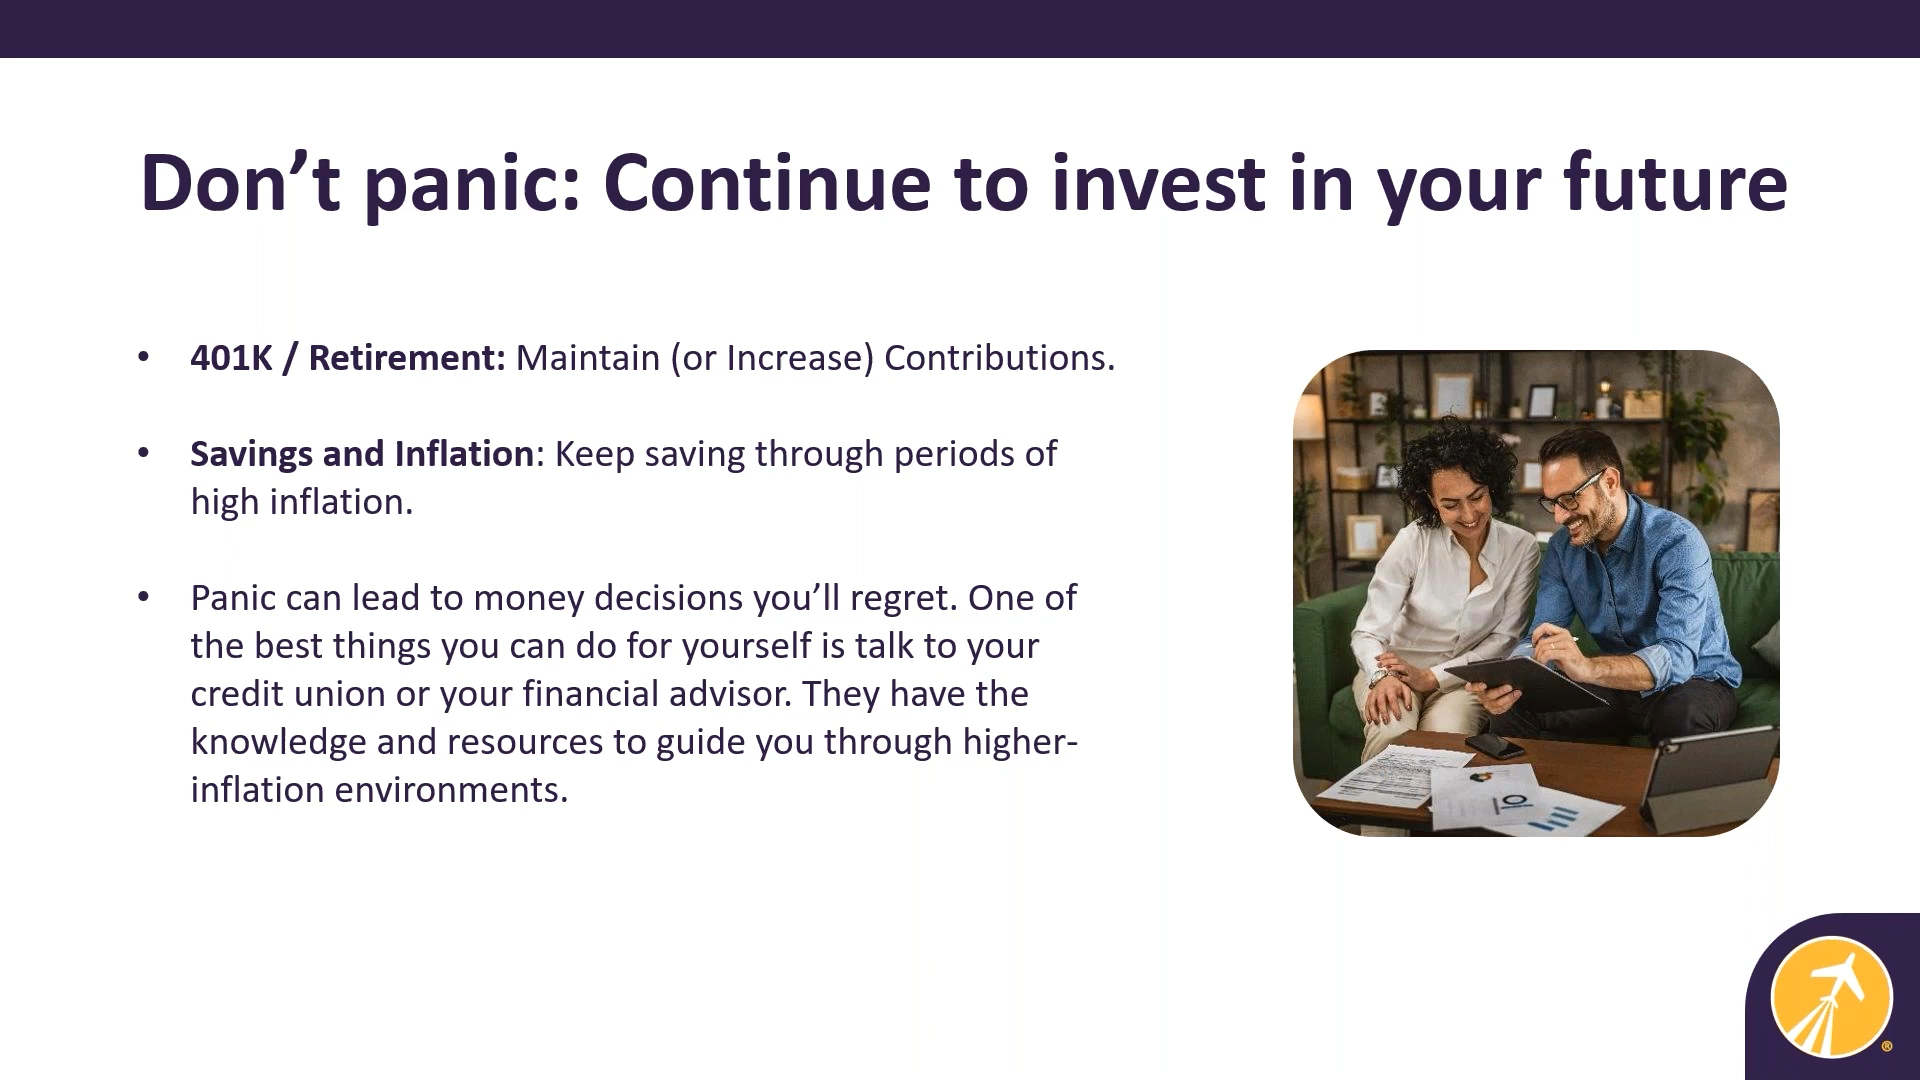 Don’t panic: Continue to invest in your future
• 401K / Retirement: Maintain (or Increase) Contributions.
• Savings and Inflation: Keep saving through periods of
high inflation.
• Panic can lead to money decisions you’ll regret. One of
the best things you can do for yourself is talk to your
credit union or your financial advisor. They have the
knowledge and resources to guide you through higher-
inflation environments.
®